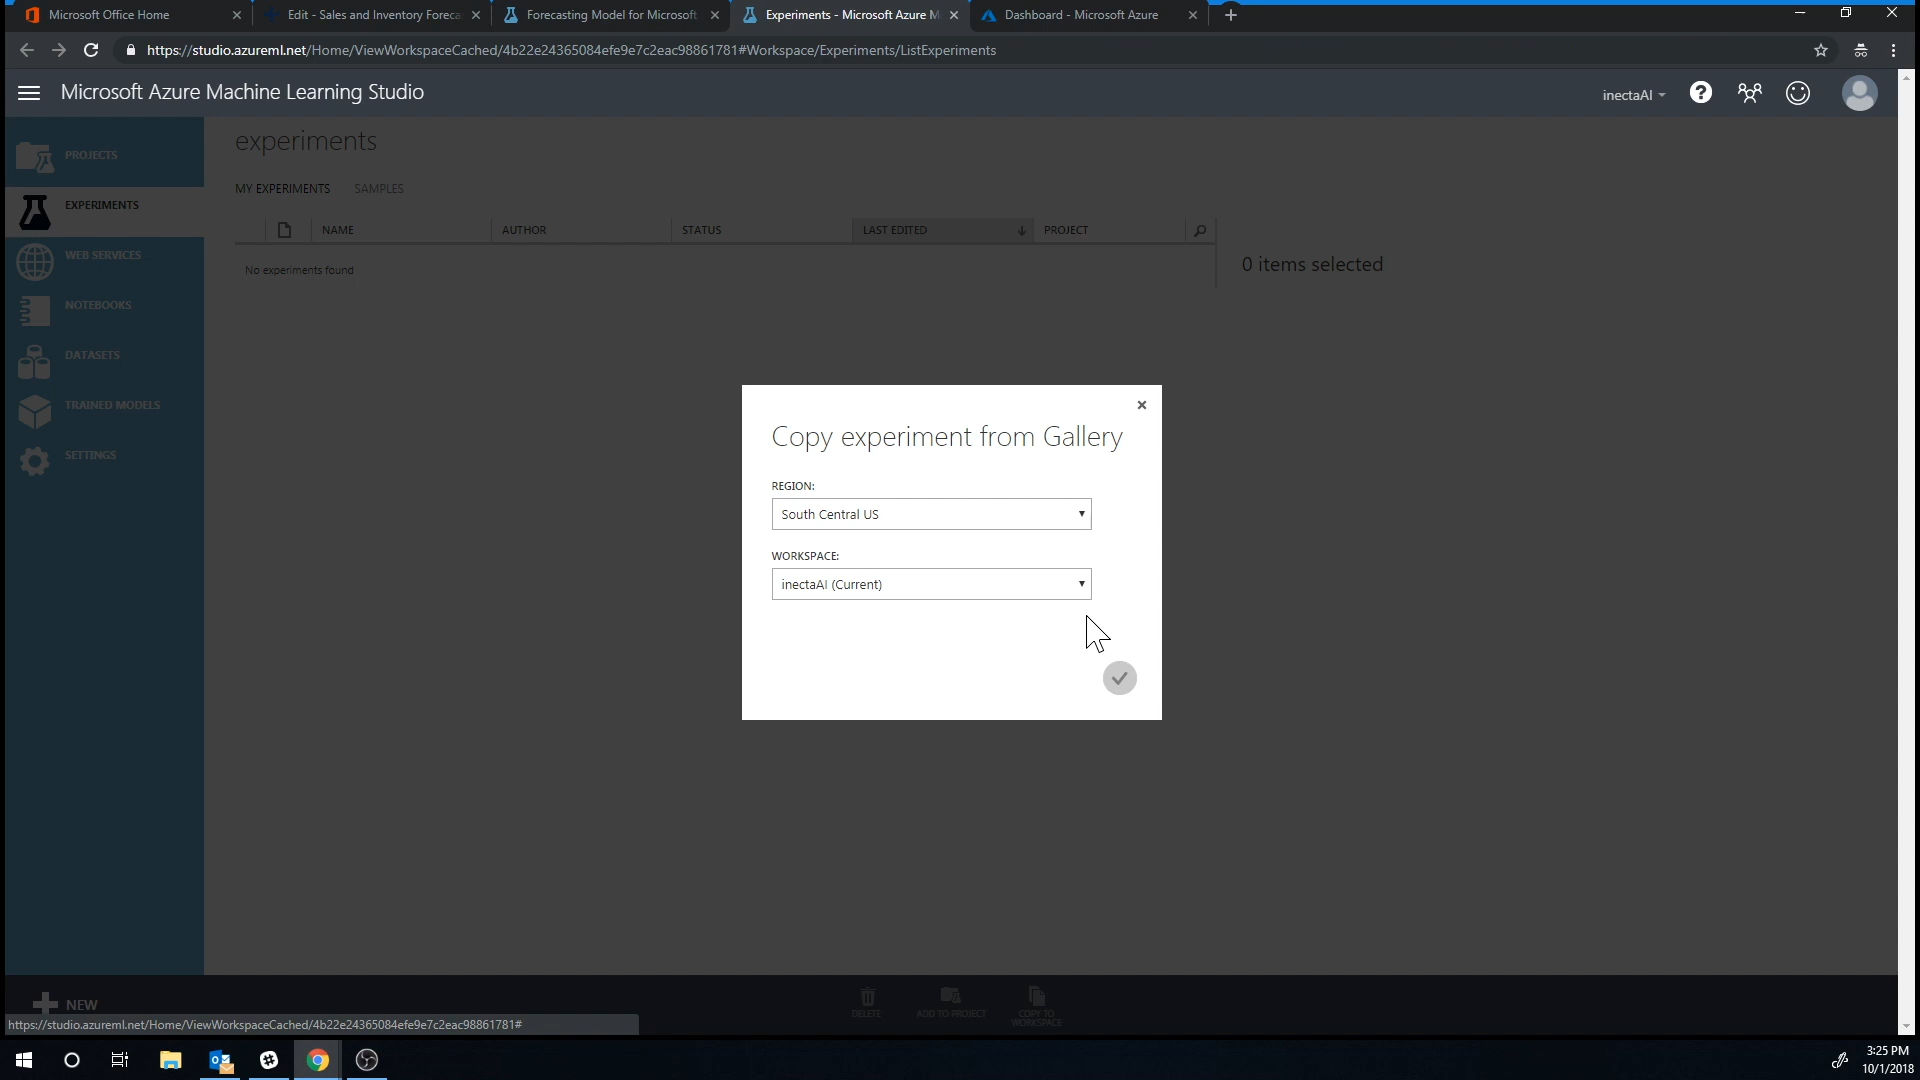 Microsoft Office Home
Edit - Sales and Inventory Foreca
Forecasting Model for Microsoft
Experiments - Microsoft Azure M
Dashboard - Microsoft Azure
https://studio.azureml.net/Home/ViewWorkspaceCached/4b22e24365084efe9e7c2eac98861781#Workspace/Experiments/ListExperiments
Microsoft Azure Machine Learning Studio
inectaAI
PROJECTS
EXPERIMENTS
WEB SERVICES
NOTEBOOKS
DATASETS
TRAINED MODELS
SETTINGS
experiments
MY EXPERIMENTS SAMPLES
NAME AUTHOR STATUS LAST EDITED PROJECT
No experiments found
0 items selected
Copy experiment from Gallery
REGION:
South Central US
WORKSPACE:
inectaAI (Current)
NEW
DELETE
ADD TO PROJECT
COPY TO
WORKSPACE
https://studio.azureml.net/Home/ViewWorkspaceCached/4b22e24365084efe9e7c2eac98861781#
3:25 PM
10/1/2018